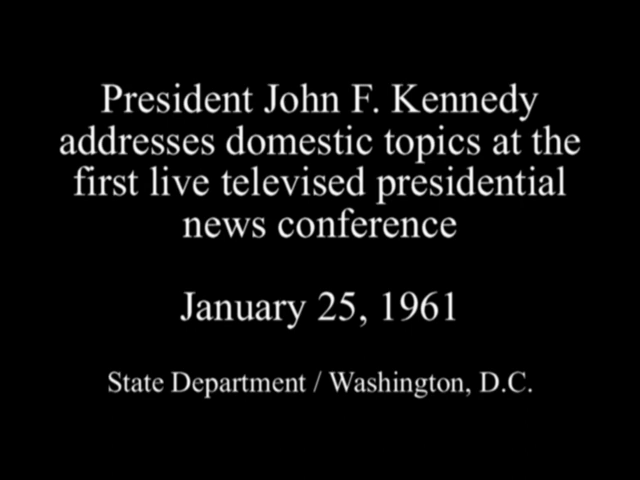 President John F. Kennedy
addresses domestic topics at the
first live televised presidential
news conference
January 25, 1961
State Department / Washington, D.C.